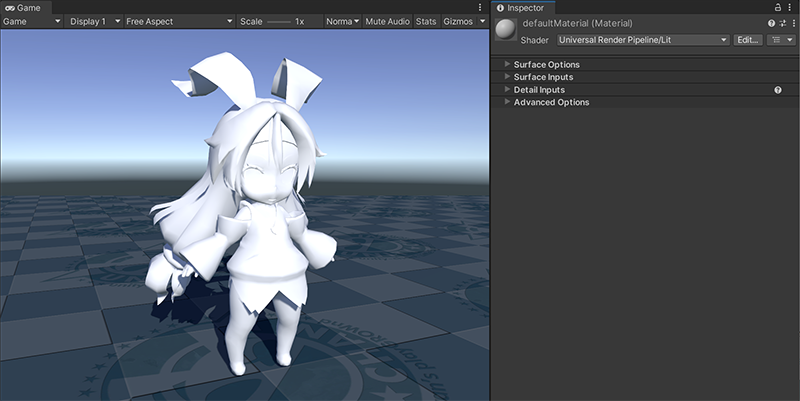 Game
Game
Display 1
Free Aspect
Scale
1x
Norma
Mute Audio
Stats
Gizmos
Inspector
defaultMaterial (Material)
Shader
Universal Render Pipeline/Lit
Edit...
Surface Options
Surface Inputs
Detail Inputs
Advanced Options